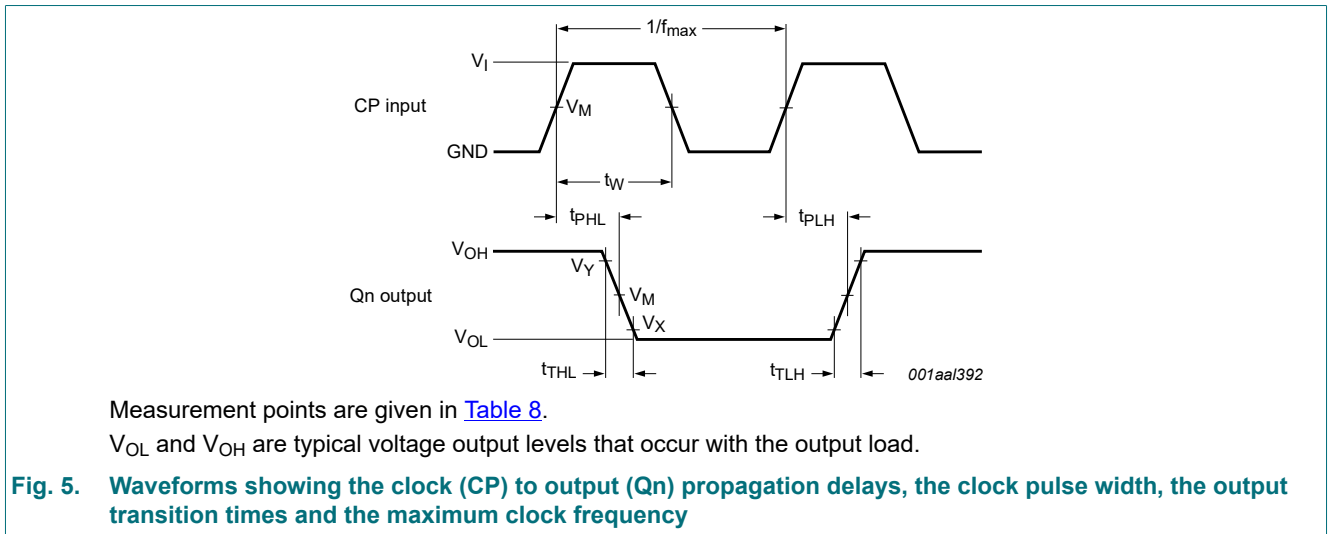 1/fmax
VI
CP input
VM
GND
tW
tPHL
tPLH
VOH
VY
Qn output
VM
VX
VOL
tTHL
tTLH
001aal392
Measurement points are given in Table 8.
VOL and VOH are typical voltage output levels that occur with the output load.
Fig. 5. Waveforms showing the clock (CP) to output (Qn) propagation delays, the clock pulse width, the output
transition times and the maximum clock frequency